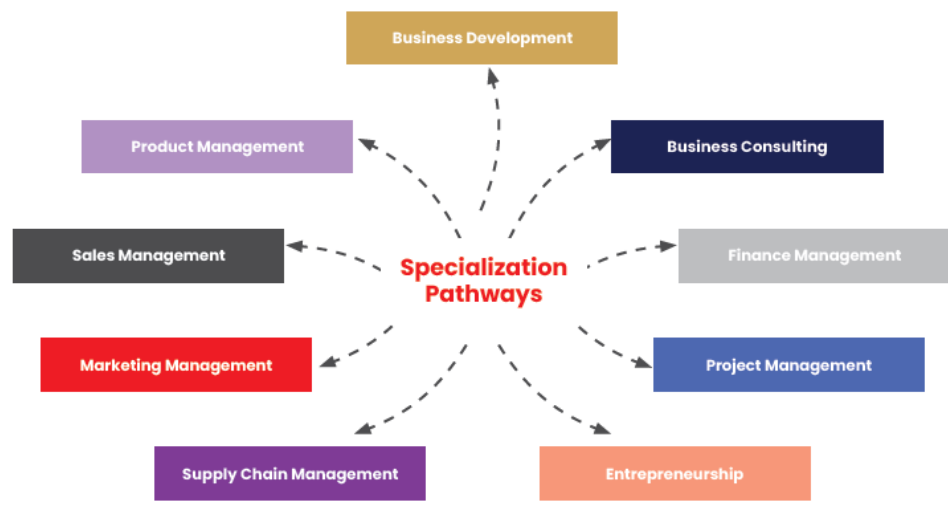 Business Development
Product Management
Business Consulting
Sales Management
Finance Management
Specialization
Pathways
Marketing Management
Project Management
Supply Chain Management
Entrepreneurship